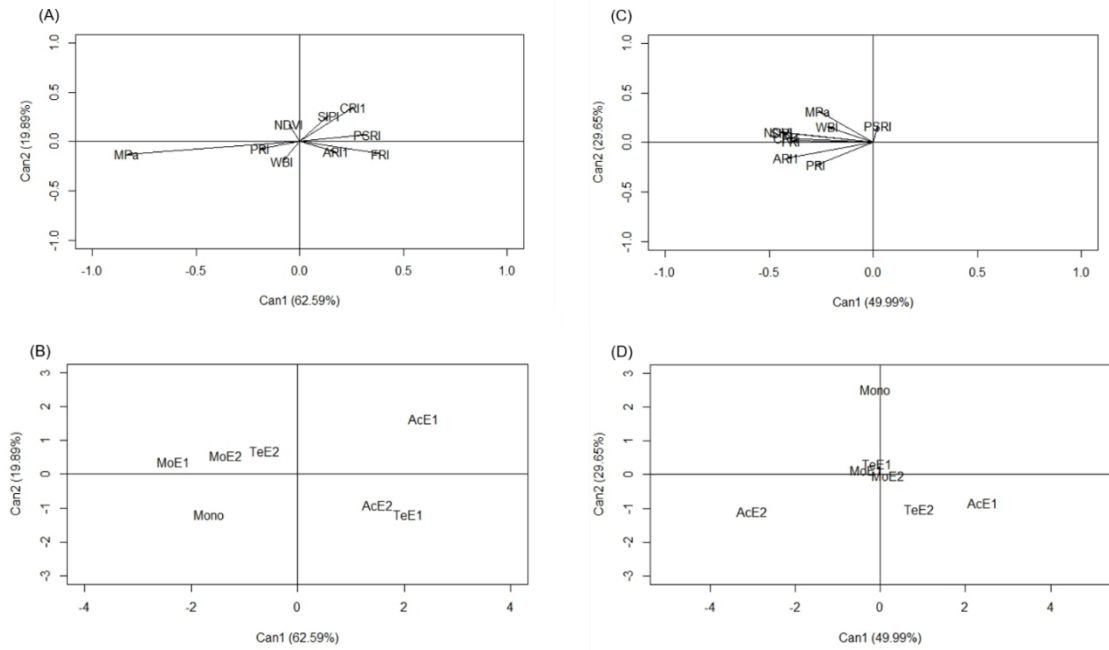 (A)
1.0
0.5
0.0
-0.5
-1.0
Can2 (19.89%)
NDVI
SIPI
CRI1
PSRI
MPa
PRI
WBI
ARI1
FRI
-1.0 -0.5 0.0 0.5 1.0
Can1 (62.59%)
(C)
1.0
0.5
0.0
-0.5
-1.0
Can2 (29.65%)
MPa
WBI
PSRI
ARI1
PRI
-1.0 -0.5 0.0 0.5 1.0
Can1 (49.99%)
(B)
3
2
1
0
-1
-2
-3
Can2 (19.89%)
AcE1
MoE1
MoE2
TeE2
Mono
AcE2
TeE1
-4 -2 0 2 4
Can1 (62.59%)
(D)
3
2
1
0
-1
-2
-3
Can2 (29.65%)
Mono
TeE1
MoE1
MoE2
AcE2
TeE2
AcE1
-4 -2 0 2 4
Can1 (49.99%)